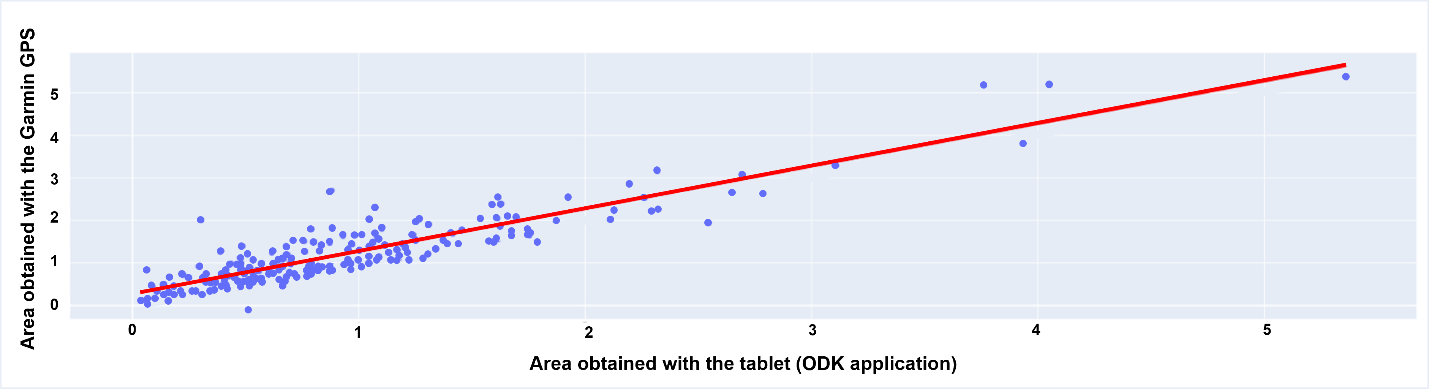 Area obtained with the Garmin GPS
5
4
3
2
1
0
0 1 2 3 4 5
Area obtained with the tablet (ODK application)